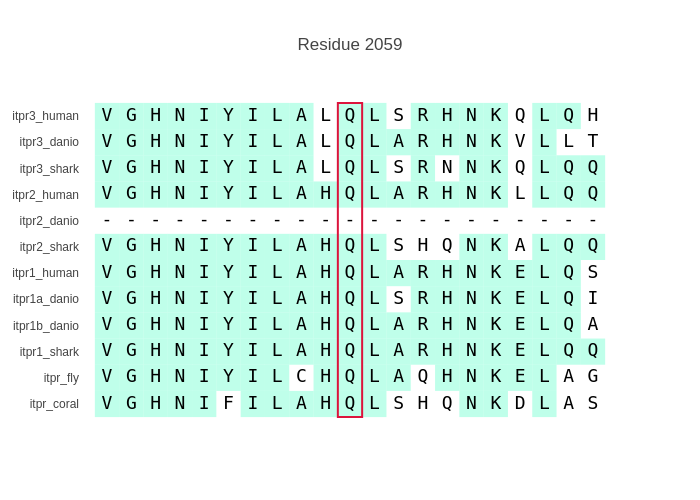 Residue 2059
itpr3_human V G H N I Y I L A L Q L S R H N K Q L Q H
itpr3_danio V G H N I Y I L A L Q L A R H N K V L L T
itpr3_shark V G H N I Y I L A L Q L S R N N K Q L Q Q
itpr2_human V G H N I Y I L A H Q L A R H N K L L Q Q
itpr2_danio - - - - - - - - - - - - - - - - - - - - -
itpr2_shark V G H N I Y I L A H Q L S H Q N K A L Q Q
itpr1_human V G H N I Y I L A H Q L A R H N K E L Q S
itpr1a_danio V G H N I Y I L A H Q L S R H N K E L Q I
itpr1b_danio V G H N I Y I L A H Q L A R H N K E L Q A
itpr1_shark V G H N I Y I L A H Q L A R H N K E L Q Q
itpr_fly V G H N I Y I L C H Q L A Q H N K E L A G
itpr_coral V G H N I F I L A H Q L S H Q N K D L A S